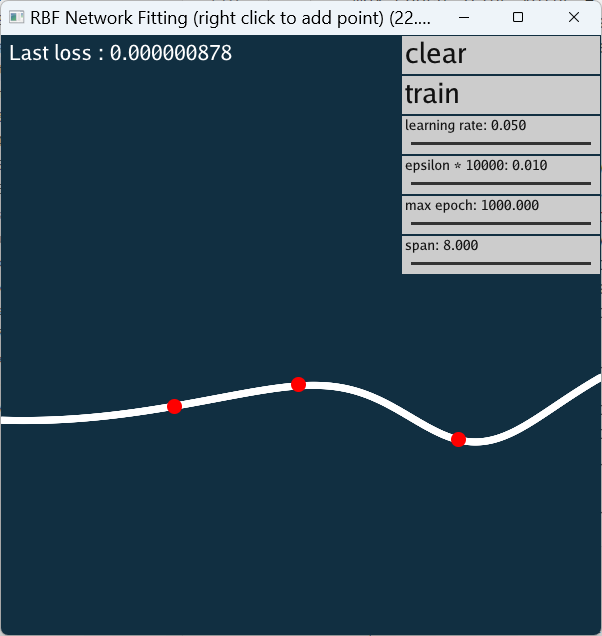 RBF Network Fitting (right click to add point) (22....
Last loss : 0.000000878
clear
train
learning rate: 0.050
epsilon * 10000: 0.010
max epoch: 1000.000
span: 8.000